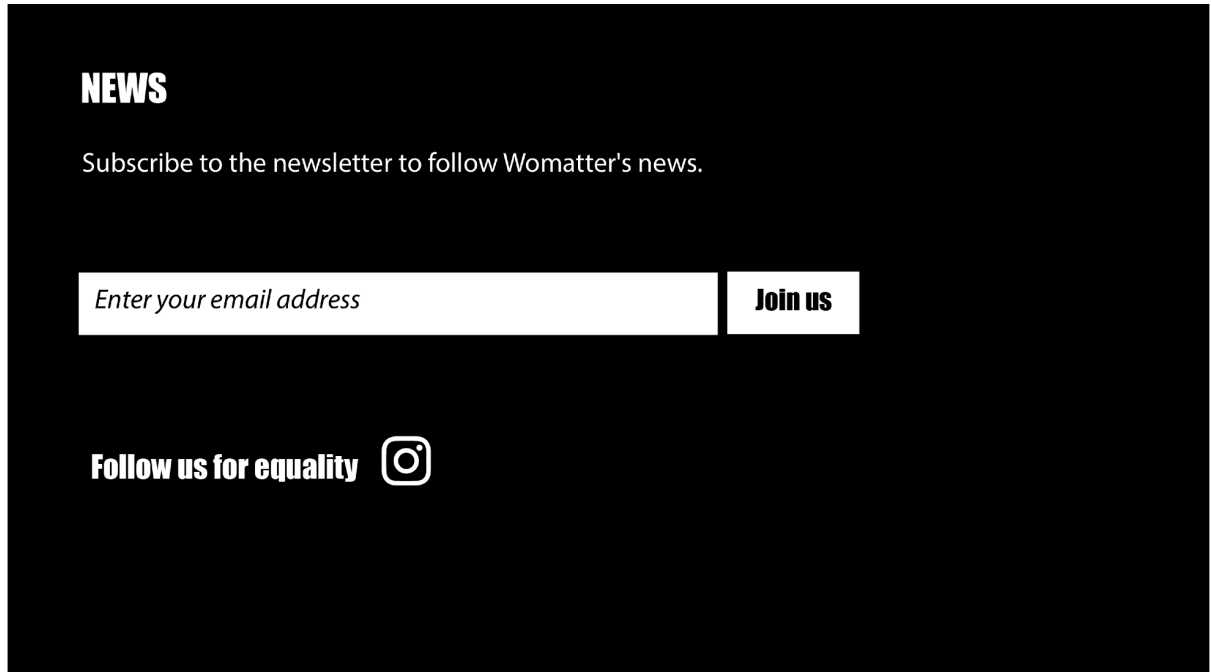 NEWS
Subscribe to the newsletter to follow Womatter's news.
Enter your email address
Join us
Follow us for equality